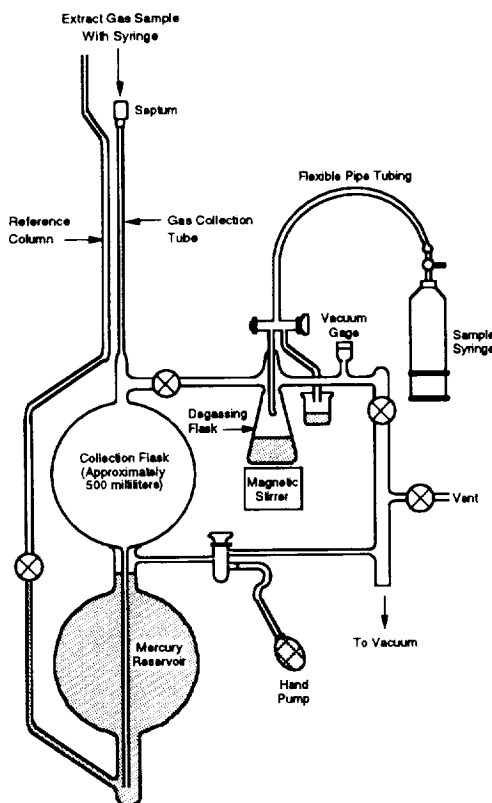 Extract Gas Sample
With Syringe
Septum
Flexible Pipe Tubing
Reference
Column
Gas Collection
Tube
Vacuum
Gage
Sample
Syringe
Degassing
Flask
Collection Flask
(Approximately
500 milliliters)
Magnetic
Stirrer
Vent
To Vacuum
Mercury
Reservoir
Hand
Pump